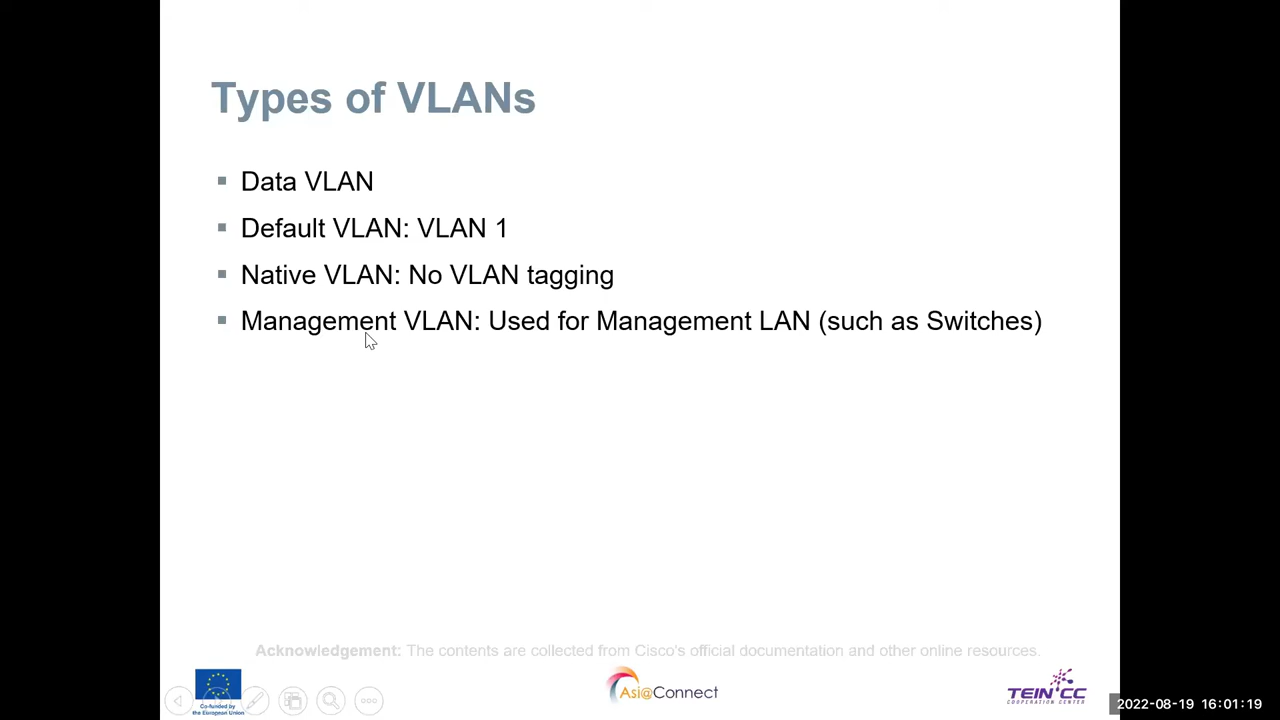 Types of VLANs
Data VLAN
Default VLAN: VLAN 1
Native VLAN: No VLAN tagging
Management VLAN: Used for Management LAN (such as Switches)
Acknowledgement: The contents are collected from Cisco's official documentation and other online resources.
Co-funded by
the European Union
Asi@Connect
TEIN*CC
COOPERATION CENTER
2022-08-19 16:01:19